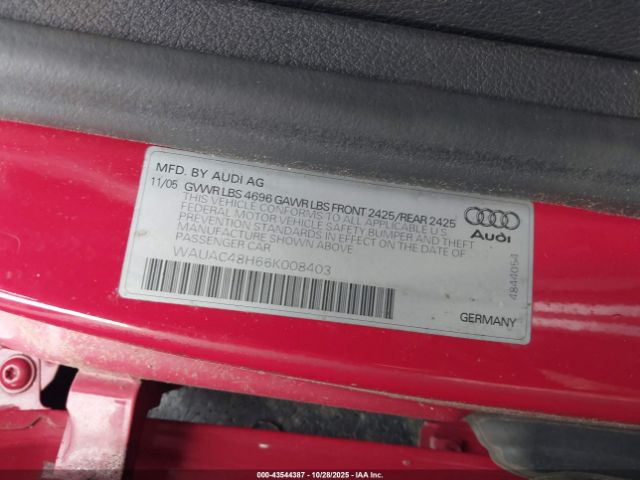 MFD. BY AUDI AG
11/05 GVWR LBS 4696 GAWR LBS FRONT 2425/REAR 2425
THIS VEHICLE CONFORMS TO ALL APPLICABLE U.S
FEDERAL MOTOR VEHICLE SAFETY BUMPER AND THEFT
PREVENTION STANDARDS IN EFFECT ON THE DATE OF
MANUFACTURE SHOWN ABOVE
PASSENGER CAR
WAUAC48H66K008403
Audi
4844054
GERMANY
000-43544387 10/28/2025 - IAAI.COM